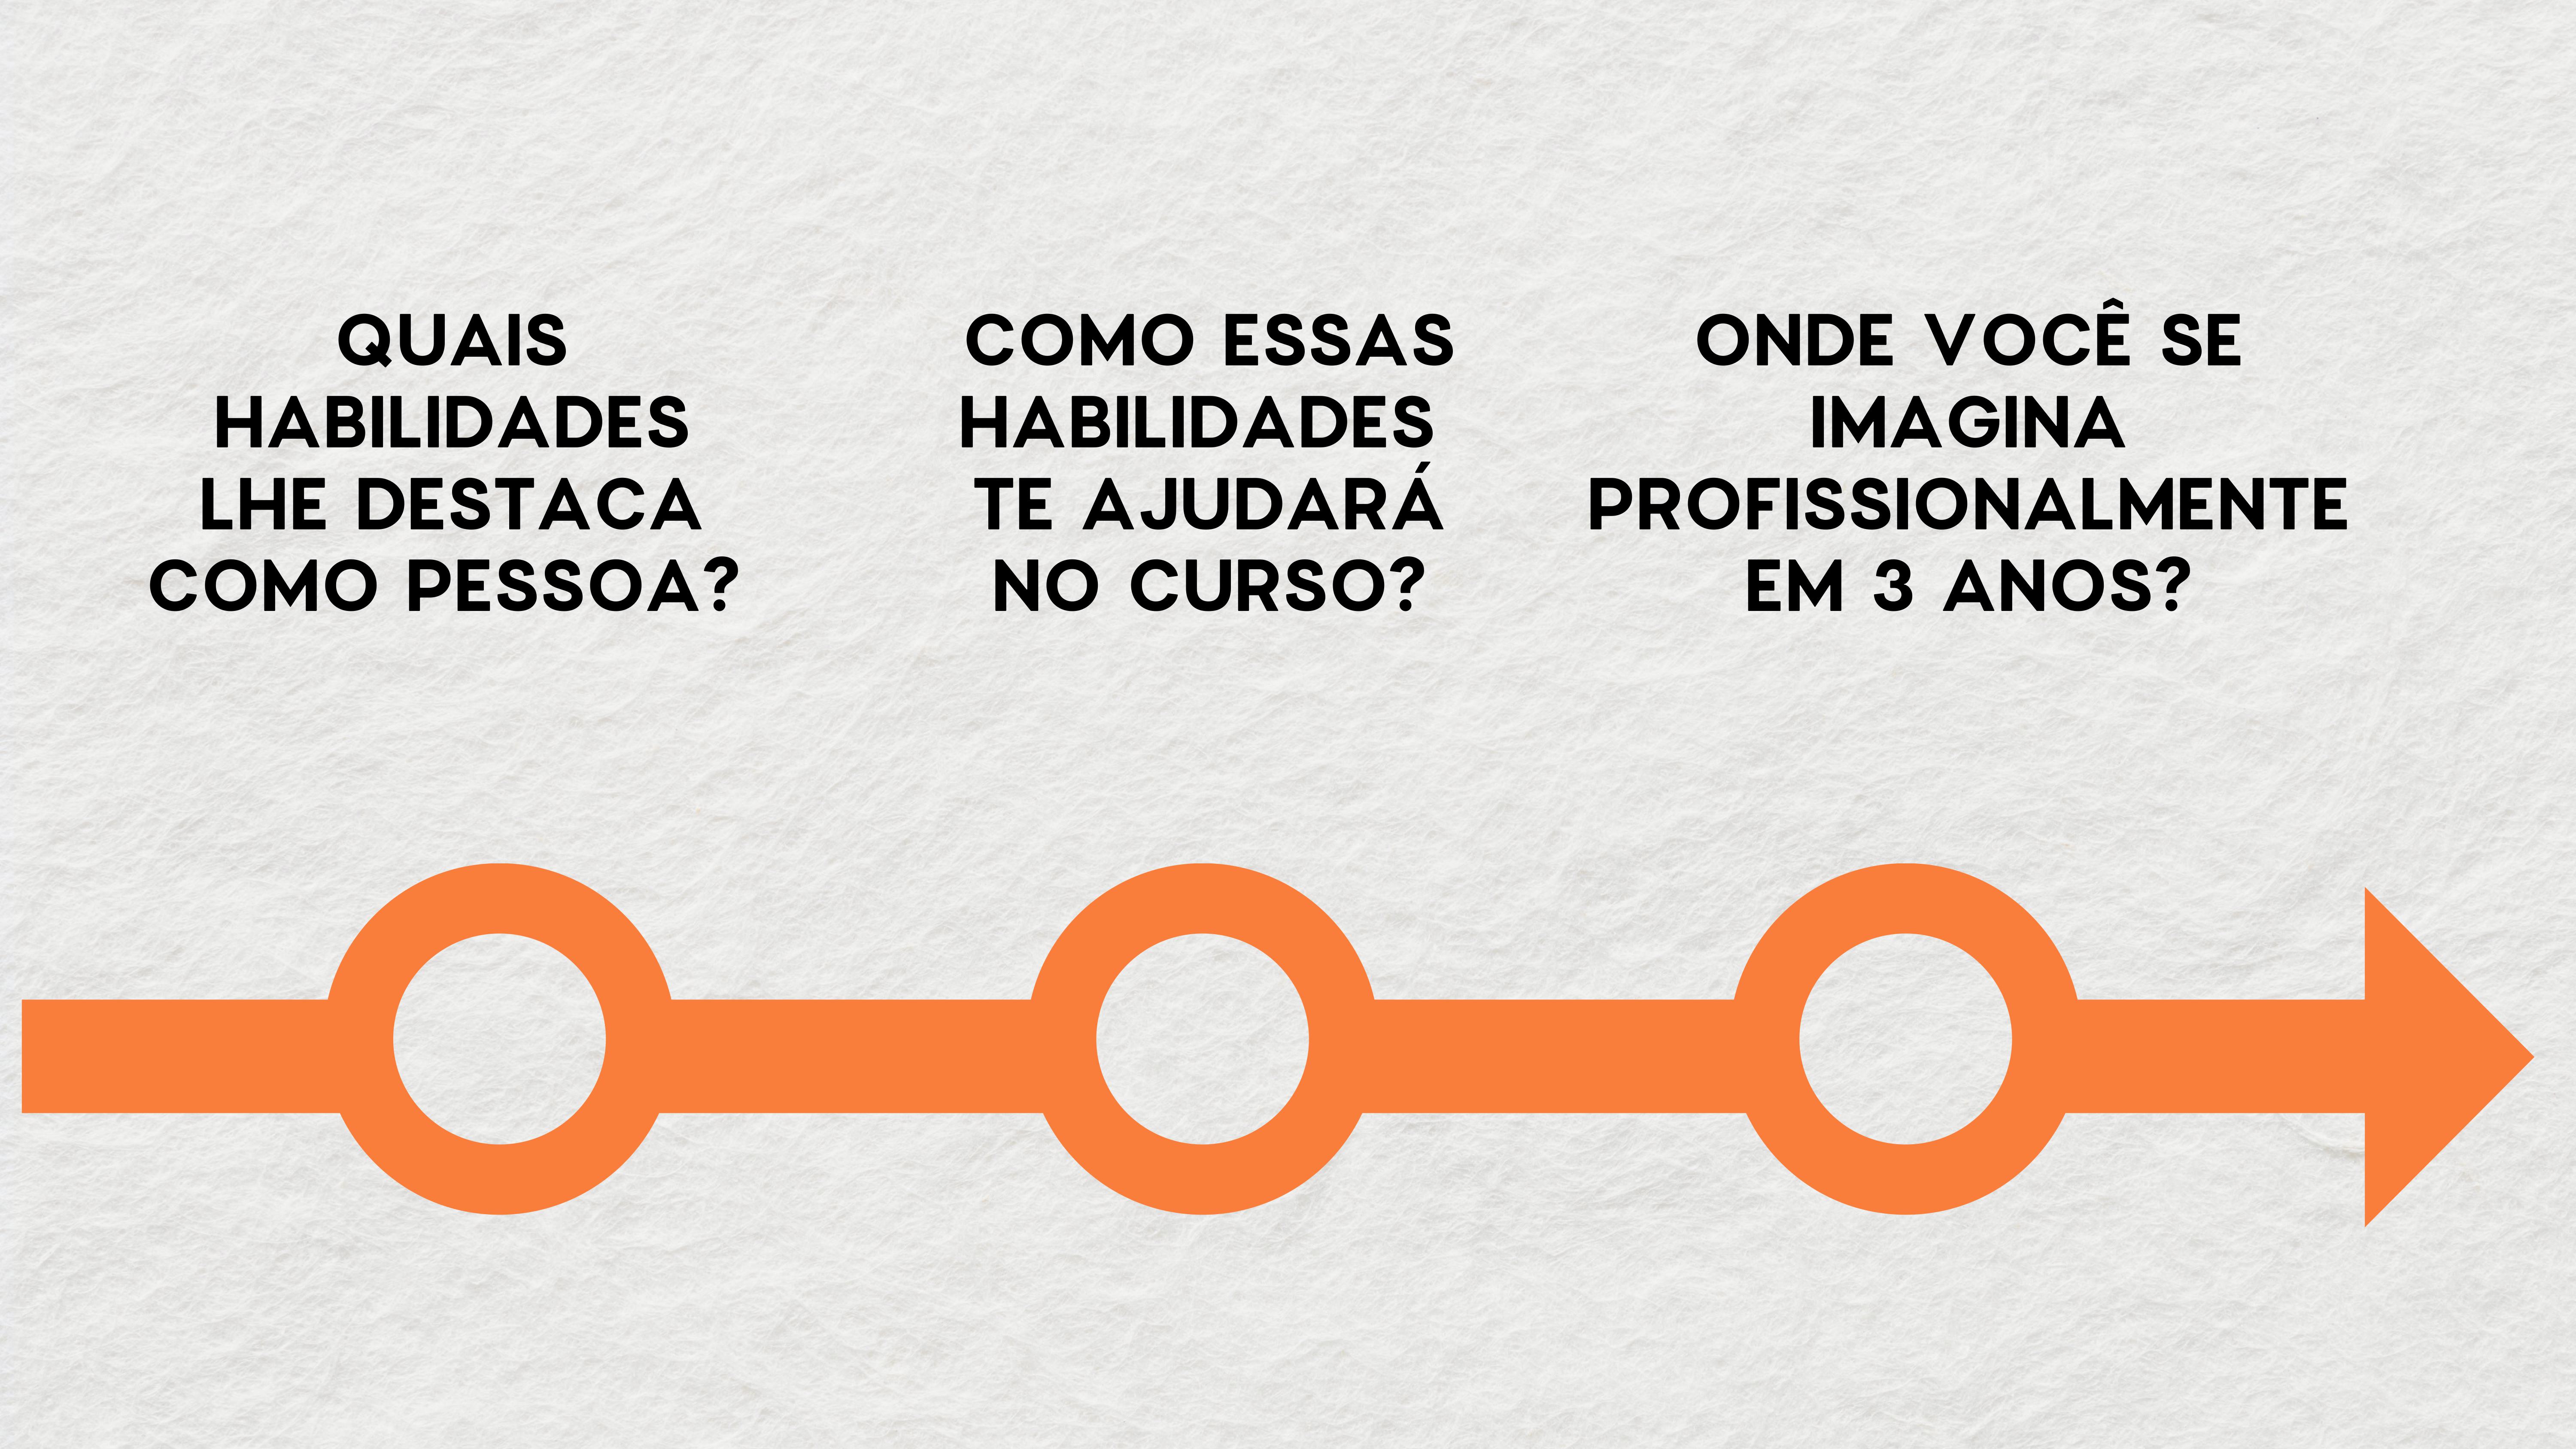 QUAIS
HABILIDADES
LHE DESTACA
COMO PESSOA?
COMO ESSAS
HABILIDADES
TE AJUDARÁ
NO CURSO?
ONDE VOCÊ SE
IMAGINA
PROFISSIONALMENTE
EM 3 ANOS?